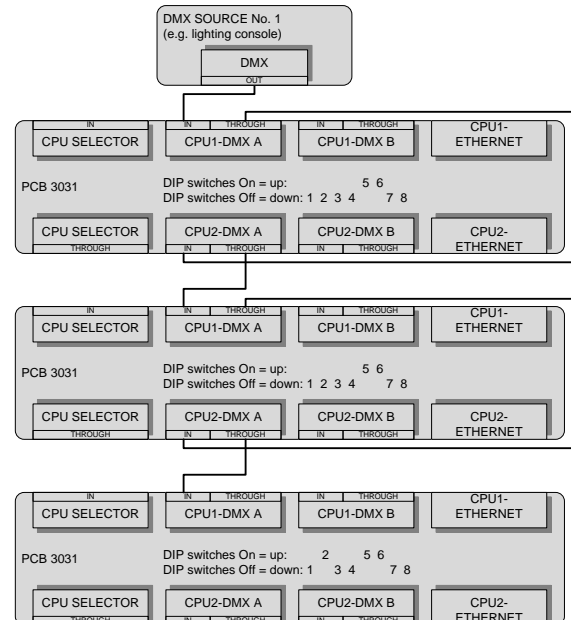 DMX SOURCE No. 1
(e.g. lighting console)
DMX
OUT
IN IN THROUGH IN THROUGH
CPU SELECTOR CPU1-DMX A CPU1-DMX B CPU1-
ETHERNET
PCB 3031
DIP switches On = up: 5 6
DIP switches Off = down: 1 2 3 4 7 8
CPU SELECTOR CPU2-DMX A CPU2-DMX B CPU2-
ETHERNET
THROUGH IN THROUGH IN THROUGH
IN IN THROUGH IN THROUGH
CPU SELECTOR CPU1-DMX A CPU1-DMX B CPU1-
ETHERNET
PCB 3031
DIP switches On = up: 5 6
DIP switches Off = down: 1 2 3 4 7 8
CPU SELECTOR CPU2-DMX A CPU2-DMX B CPU2-
ETHERNET
THROUGH IN THROUGH IN THROUGH
IN IN THROUGH IN THROUGH
CPU SELECTOR CPU1-DMX A CPU1-DMX B CPU1-
ETHERNET
PCB 3031
DIP switches On = up: 2 5 6
DIP switches Off = down: 1 3 4 7 8
CPU SELECTOR CPU2-DMX A CPU2-DMX B CPU2-
ETHERNET
THROUGH IN THROUGH IN THROUGH